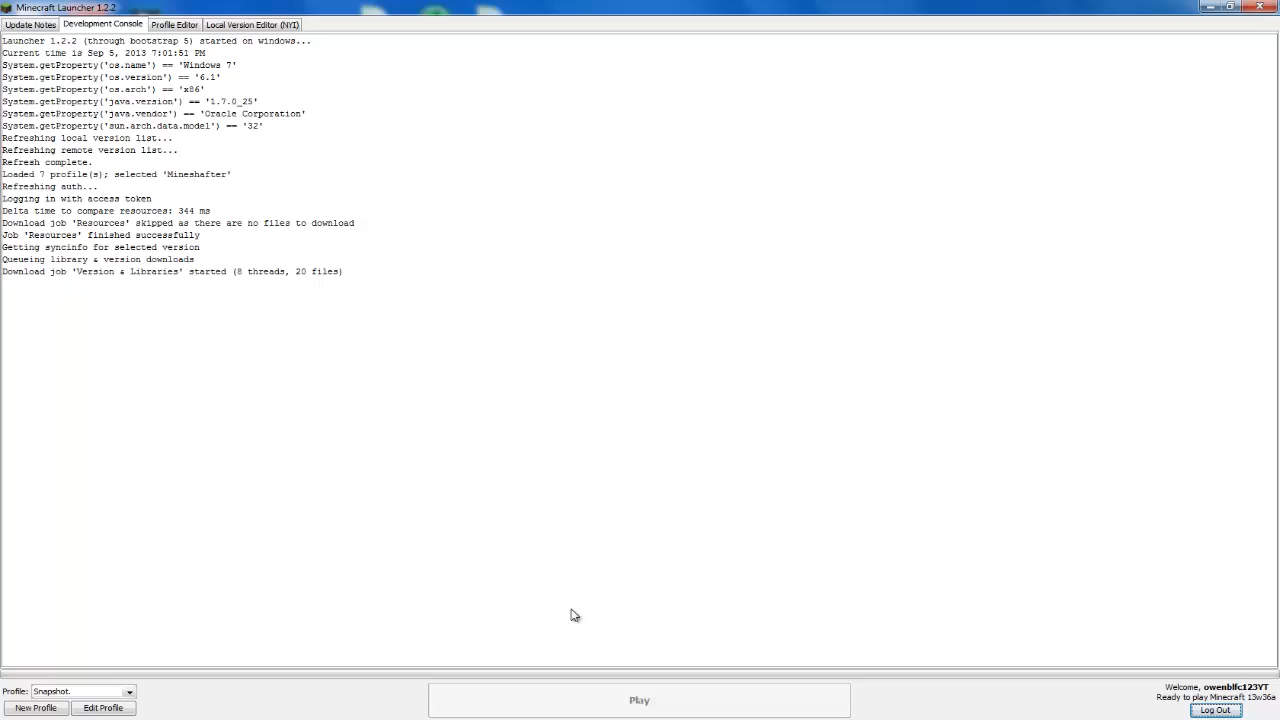 Minecraft Launcher 1.2.2
Update Notes Development Console Profile Editor Local Version Editor (NYI)
Launcher 1.2.2 (through bootstrap 5) started on windows...
Current time is Sep 5, 2013 7:01:51 PM
System.getProperty('os.name') == 'Windows 7'
System.getProperty('os.version') == '6.1'
System.getProperty('os.arch') == 'x86'
System.getProperty('java.version') == '1.7.0_25'
System.getProperty('java.vendor') == 'Oracle Corporation'
System.getProperty('sun.arch.data.model') == '32'
Refreshing local version list...
Refreshing remote version list...
Refresh complete.
Loaded 7 profile(s); selected 'Mineshafter'
Refreshing auth...
Logging in with access token
Delta time to compare resources: 344 ms
Download job 'Resources' skipped as there are no files to download
Job 'Resources' finished successfully
Getting syncinfo for selected version
Queueing library & version downloads
Download job 'Version & Libraries' started (8 threads, 20 files)
Profile: Snapshot.
New Profile Edit Profile
Play
Welcome, owenblfc123YT
Ready to play Minecraft 13w36a
Log Out